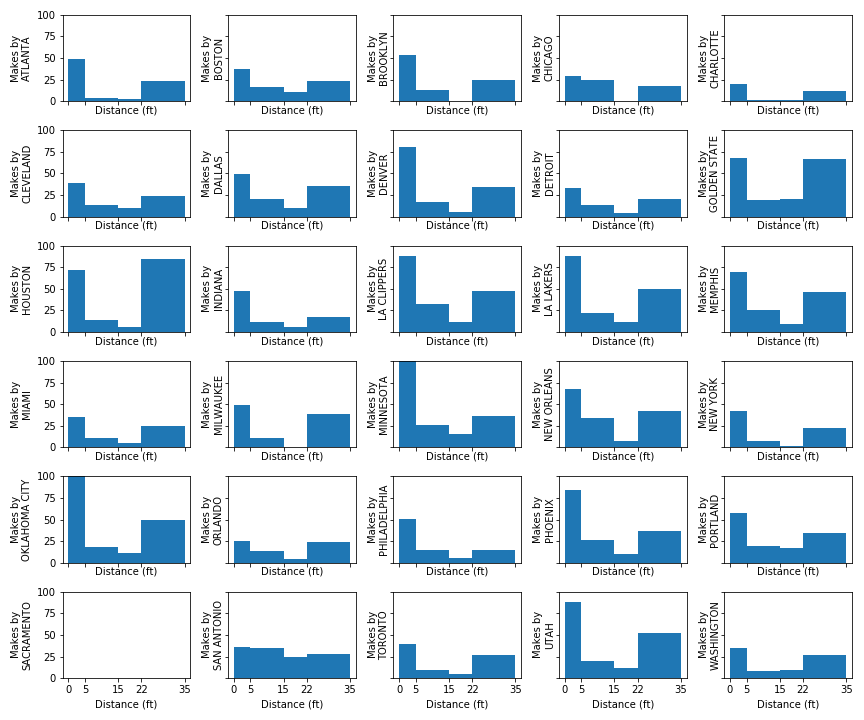 100
75
50
25
0
Makes by
ATLANTA
Distance (ft)
Makes by
BOSTON
Distance (ft)
Makes by
BROOKLYN
Distance (ft)
Makes by
CHICAGO
Distance (ft)
Makes by
CHARLOTTE
Distance (ft)
100
75
50
25
0
Makes by
CLEVELAND
Distance (ft)
Makes by
DALLAS
Distance (ft)
Makes by
DENVER
Distance (ft)
Makes by
DETROIT
Distance (ft)
Makes by
GOLDEN STATE
Distance (ft)
100
75
50
25
0
Makes by
HOUSTON
Distance (ft)
Makes by
INDIANA
Distance (ft)
Makes by
LA CLIPPERS
Distance (ft)
Makes by
LA LAKERS
Distance (ft)
Makes by
MEMPHIS
Distance (ft)
100
75
50
25
0
Makes by
MIAMI
Distance (ft)
Makes by
MILWAUKEE
Distance (ft)
Makes by
MINNESOTA
Distance (ft)
Makes by
NEW ORLEANS
Distance (ft)
Makes by
NEW YORK
Distance (ft)
100
75
50
25
0
Makes by
OKLAHOMA CITY
Distance (ft)
Makes by
ORLANDO
Distance (ft)
Makes by
PHILADELPHIA
Distance (ft)
Makes by
PHOENIX
Distance (ft)
Makes by
PORTLAND
Distance (ft)
100
75
50
25
0
Makes by
SACRAMENTO
0 5 15 22 35
Distance (ft)
Makes by
SAN ANTONIO
0 5 15 22 35
Distance (ft)
Makes by
TORONTO
0 5 15 22 35
Distance (ft)
Makes by
UTAH
0 5 15 22 35
Distance (ft)
Makes by
WASHINGTON
0 5 15 22 35
Distance (ft)